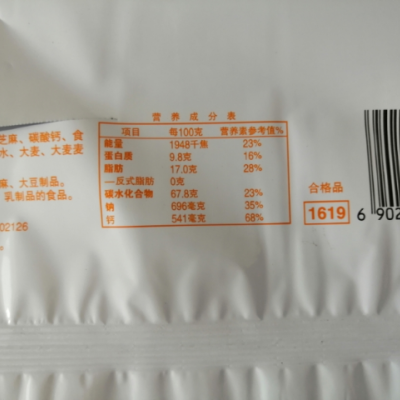 营养成分表
项目 每100克 营养素参考值%
能量 1948千焦 23%
蛋白质 9.8克 16%
脂肪 17.0克 28%
—反式脂肪 0克
碳水化合物 67.8克 23%
钠 696毫克 35%
钙 541毫克 68%
芝麻、碳酸钙、食
水、大麦、大麦麦
麻、大豆制品。
乳制品的食品。
02126
合格品
1619
6 902